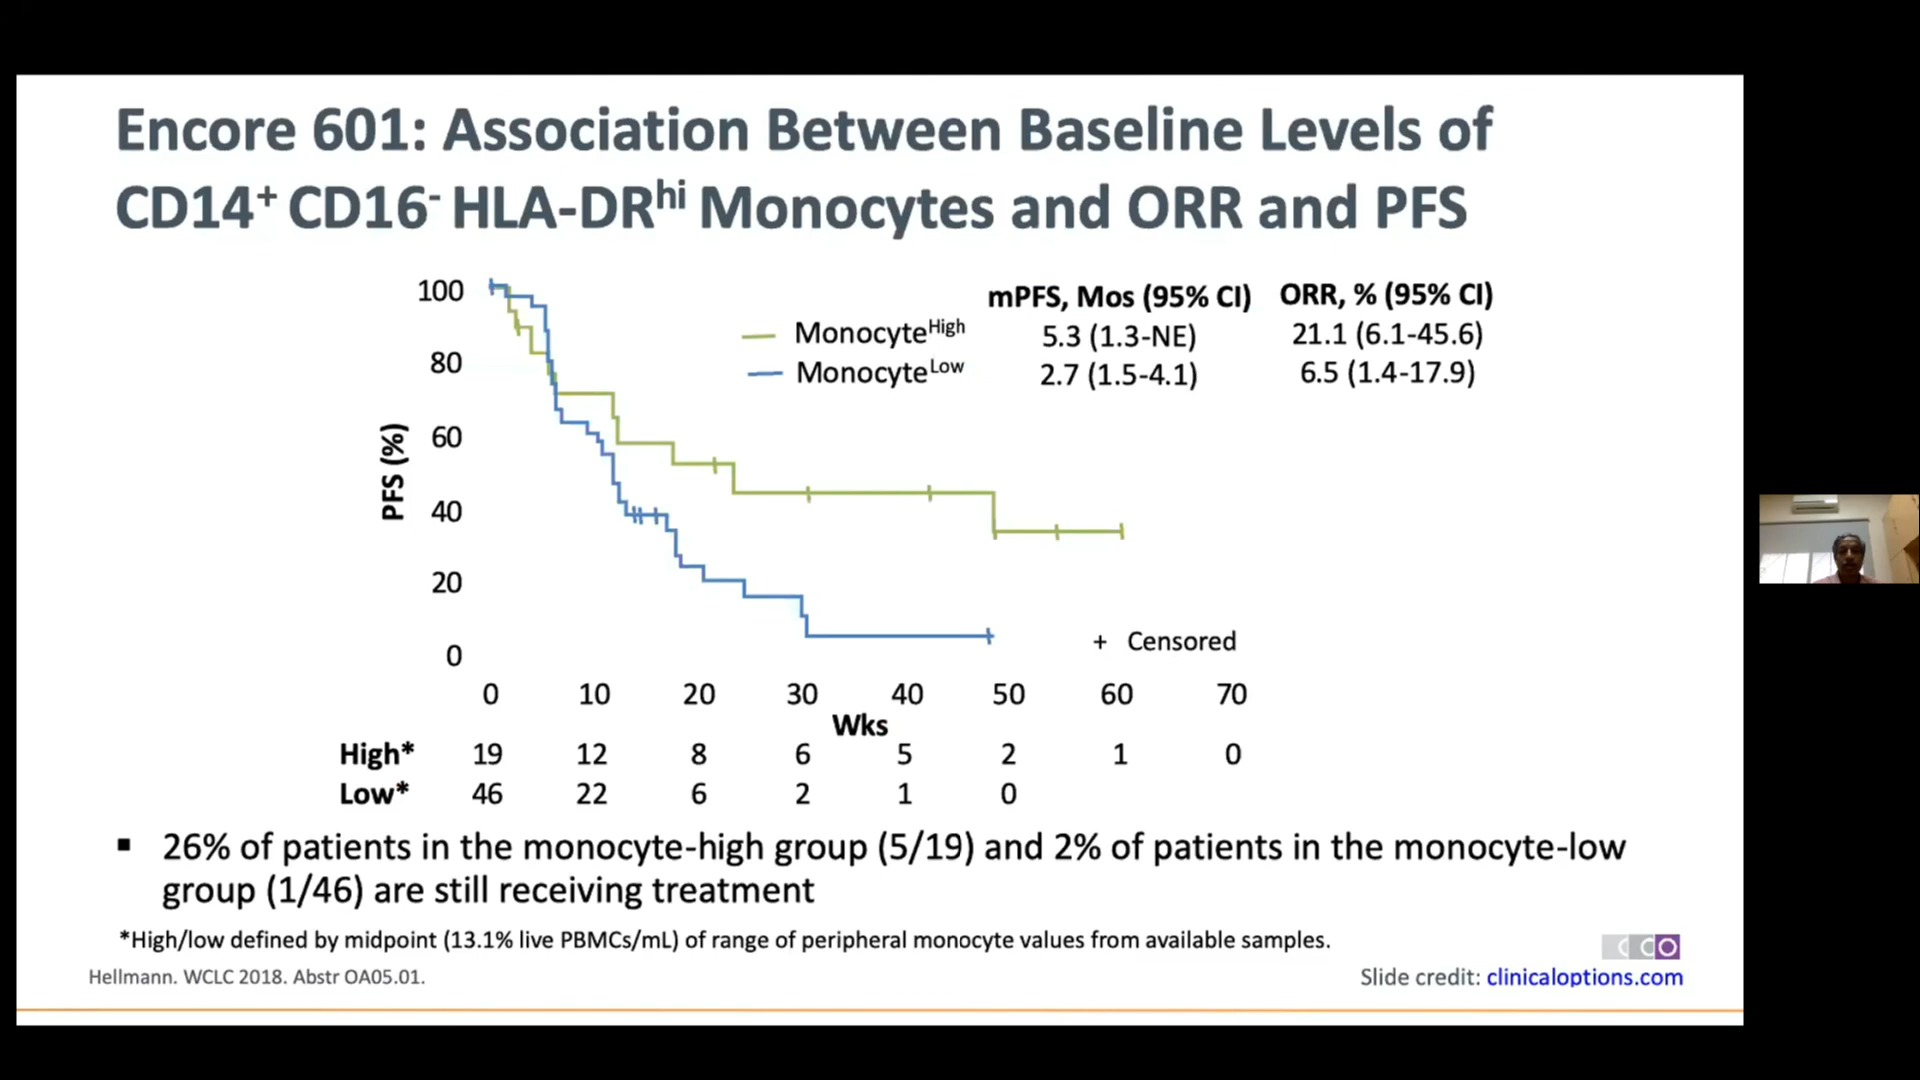 Encore 601: Association Between Baseline Levels of
CD14⁺ CD16⁻ HLA-DRʰⁱ Monocytes and ORR and PFS
mPFS, Mos (95% CI) ORR, % (95% CI)
MonocyteHigh 5.3 (1.3-NE) 21.1 (6.1-45.6)
MonocyteLow 2.7 (1.5-4.1) 6.5 (1.4-17.9)
PFS (%)
100
80
60
40
20
0
+ Censored
0 10 20 30 40 50 60 70
Wks
High* 19 12 8 6 5 2 1 0
Low* 46 22 6 2 1 0
▪ 26% of patients in the monocyte-high group (5/19) and 2% of patients in the monocyte-low
group (1/46) are still receiving treatment
*High/low defined by midpoint (13.1% live PBMCs/mL) of range of peripheral monocyte values from available samples.
CCO
Hellmann. WCLC 2018. Abstr OA05.01.
Slide credit: clinicaloptions.com